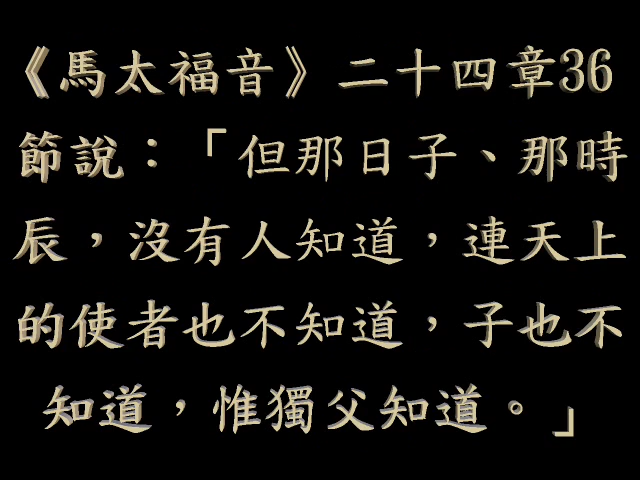 《馬太福音》二十四章36
節說：「但那日子、那時
辰，沒有人知道，連天上
的使者也不知道，子也不
知道，惟獨父知道。」